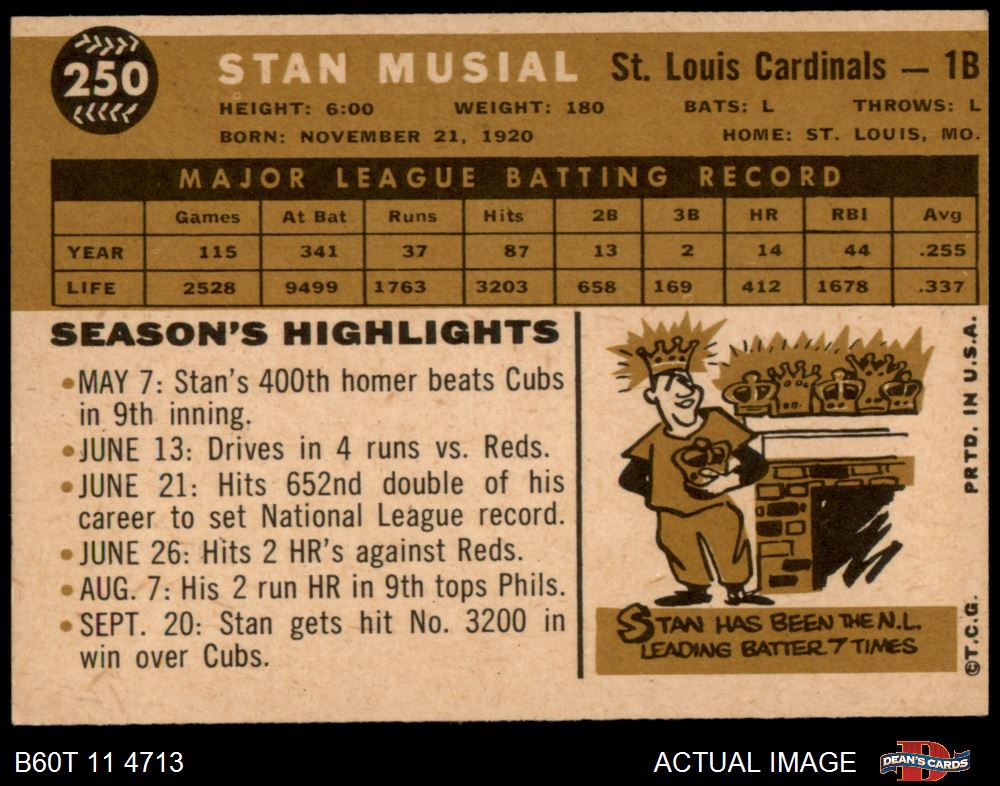 250
STAN MUSIAL St. Louis Cardinals — 1B
HEIGHT: 6:00 WEIGHT: 180 BATS: L THROWS: L
BORN: NOVEMBER 21, 1920 HOME: ST. LOUIS, MO.
MAJOR LEAGUE BATTING RECORD
Games At Bat Runs Hits 2B 3B HR RBI Avg
YEAR 115 341 37 87 13 2 14 44 .255
LIFE 2528 9499 1763 3203 658 169 412 1678 .337
SEASON'S HIGHLIGHTS
•MAY 7: Stan's 400th homer beats Cubs
in 9th inning.
•JUNE 13: Drives in 4 runs vs. Reds.
•JUNE 21: Hits 652nd double of his
career to set National League record.
•JUNE 26: Hits 2 HR's against Reds.
•AUG. 7: His 2 run HR in 9th tops Phils.
•SEPT. 20: Stan gets hit No. 3200 in
win over Cubs.
STAN HAS BEEN THE N.L.
LEADING BATTER 7 TIMES
©T.C.G. PRTD. IN U.S.A.
B60T 11 4713 ACTUAL IMAGE D DEAN'S CARDS